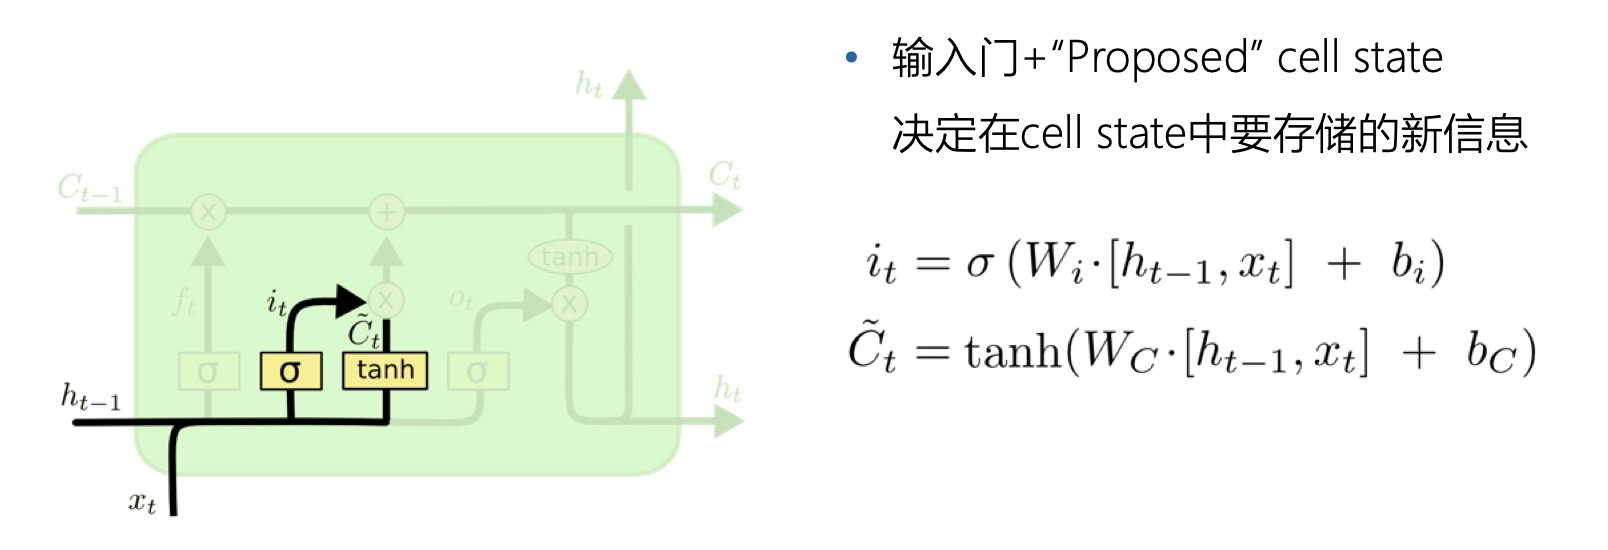 • 输入门+“Proposed” cell state
决定在cell state中要存储的新信息
i_t = σ (W_i·[h_{t−1}, x_t] + b_i)
C̃_t = tanh(W_C·[h_{t−1}, x_t] + b_C)
h_t
C_{t−1}
C_t
x
+
tanh
f_t
i_t
x
o_t
x
C̃_t
σ
σ
tanh
σ
h_{t−1}
h_t
x_t